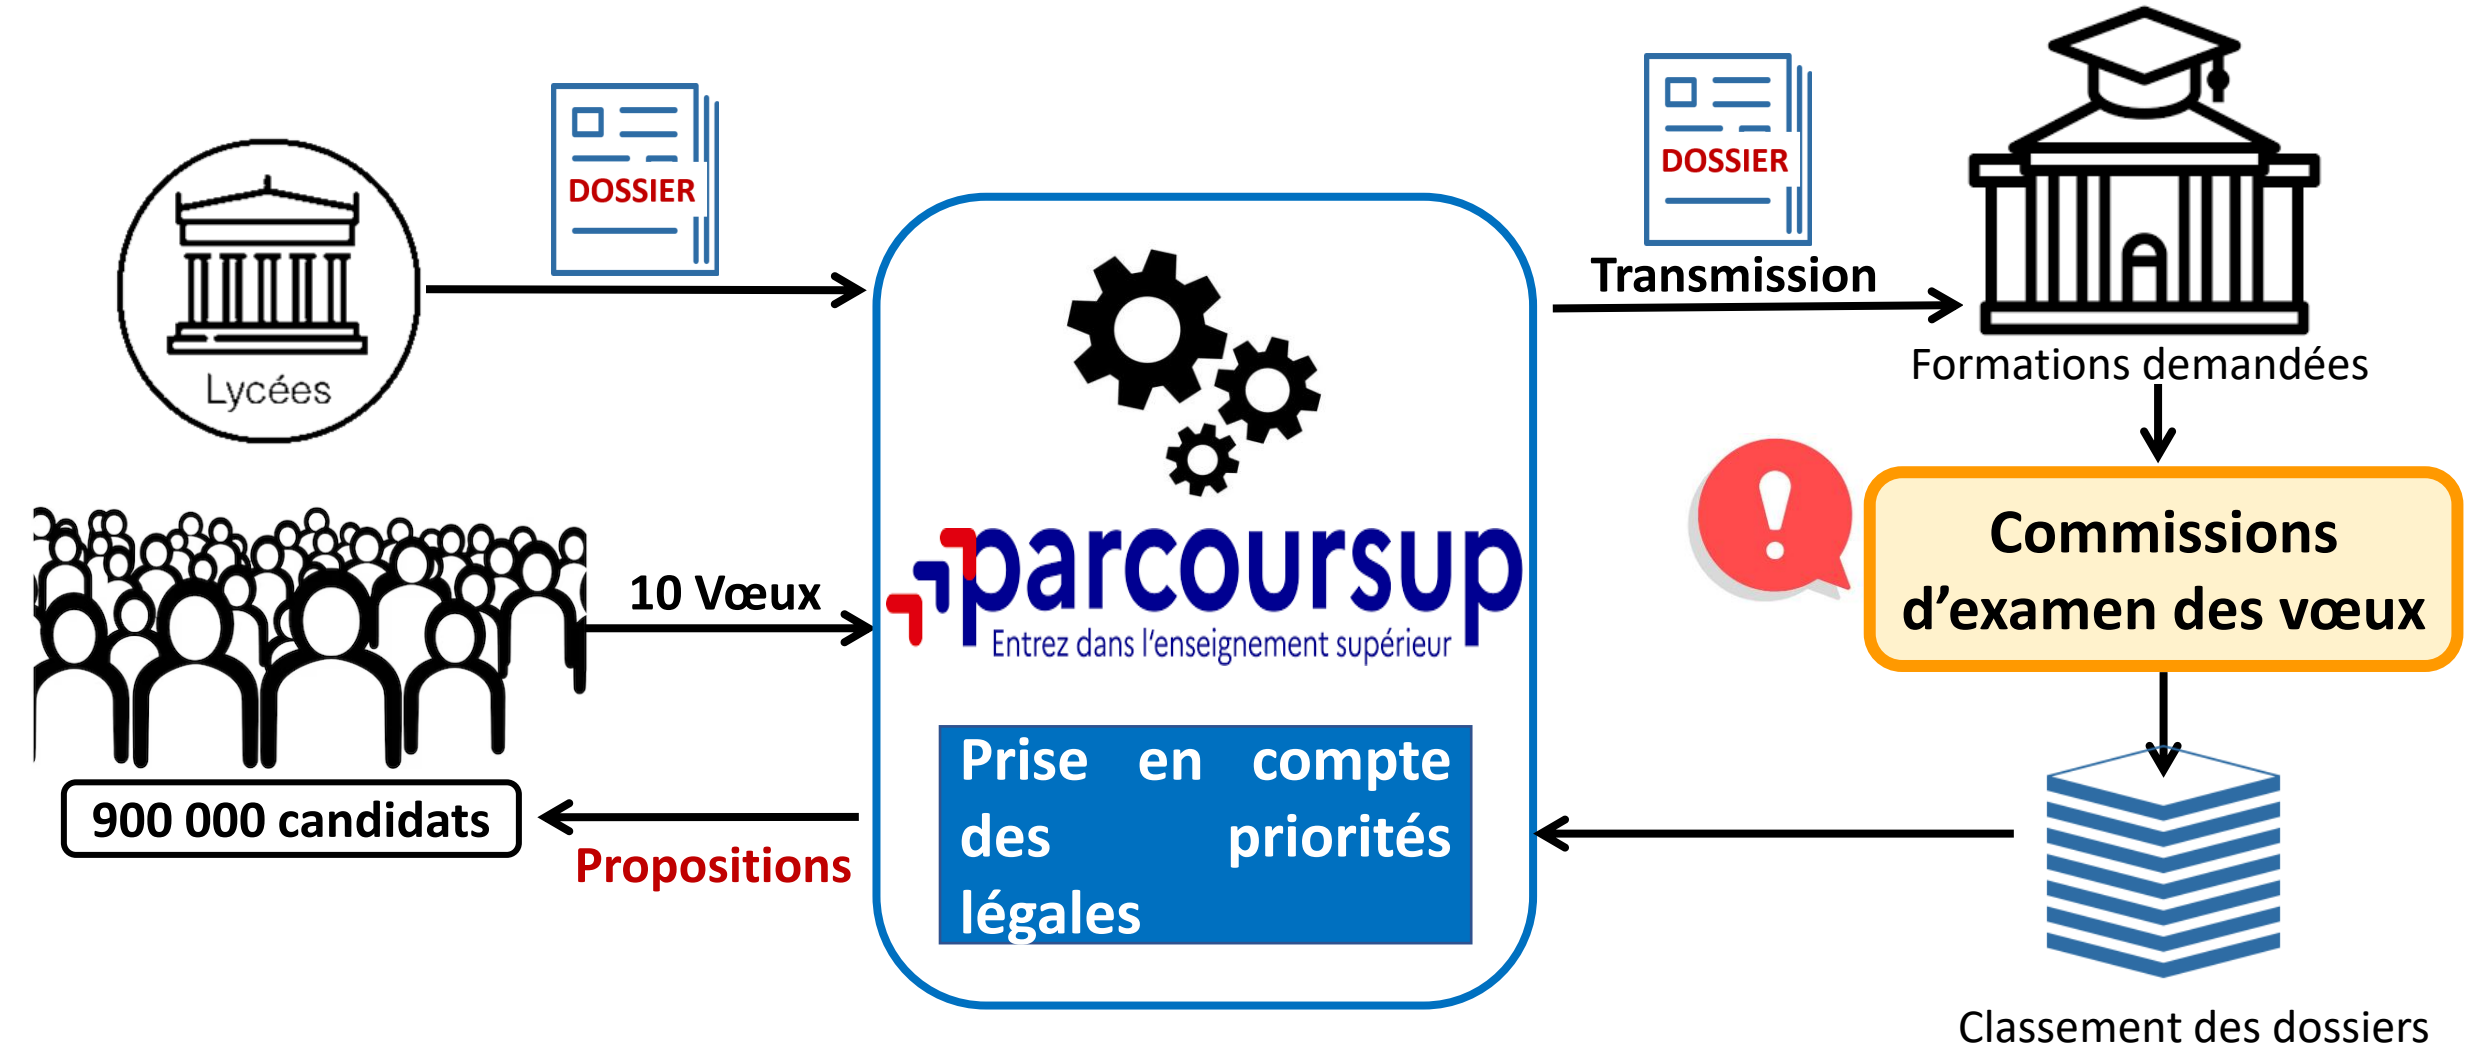 DOSSIER
Lycées
10 Vœux
900 000 candidats
Propositions
parcoursup
Entrez dans l'enseignement supérieur
Prise en compte
des priorités
légales
DOSSIER
Transmission
Formations demandées
Commissions
d’examen des vœux
Classement des dossiers